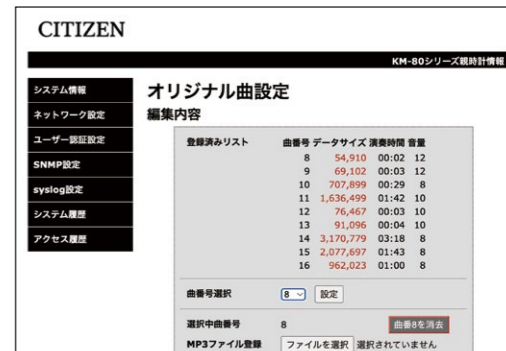 CITIZEN
KM-80シリーズ親時計情報
システム情報
ネットワーク設定
ユーザー認証設定
SNMP設定
syslog設定
システム履歴
アクセス履歴
オリジナル曲設定
編集内容
登録済みリスト 曲番号 データサイズ 演奏時間 音量
8 54,910 00:02 12
9 69,102 00:03 12
10 707,899 00:29 8
11 1,636,499 01:42 10
12 76,467 00:03 10
13 91,096 00:04 10
14 3,170,779 03:18 8
15 2,077,697 01:43 8
16 962,023 01:00 8
曲番号選択 8 設定
選択中曲番号 8 曲番8を消去
MP3ファイル登録 ファイルを選択 選択されていません